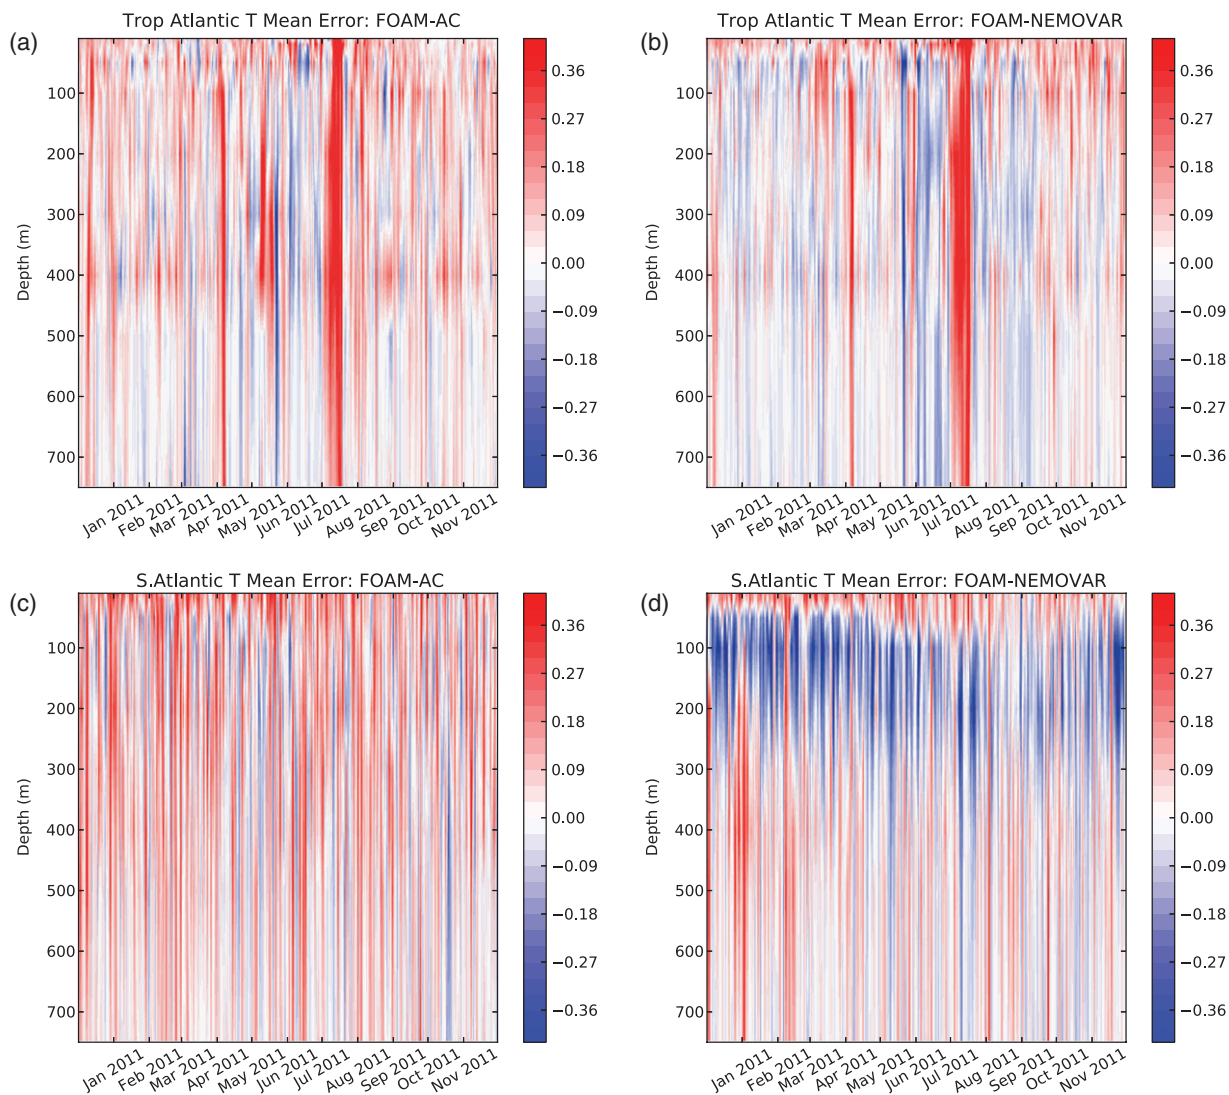 (a)
Trop Atlantic T Mean Error: FOAM-AC
Depth (m)
100
200
300
400
500
600
700
Jan 2011
Feb 2011
Mar 2011
Apr 2011
May 2011
Jun 2011
Jul 2011
Aug 2011
Sep 2011
Oct 2011
Nov 2011
0.36
0.27
0.18
0.09
0.00
−0.09
−0.18
−0.27
−0.36
(b)
Trop Atlantic T Mean Error: FOAM-NEMOVAR
Depth (m)
100
200
300
400
500
600
700
Jan 2011
Feb 2011
Mar 2011
Apr 2011
May 2011
Jun 2011
Jul 2011
Aug 2011
Sep 2011
Oct 2011
Nov 2011
0.36
0.27
0.18
0.09
0.00
−0.09
−0.18
−0.27
−0.36
(c)
S.Atlantic T Mean Error: FOAM-AC
Depth (m)
100
200
300
400
500
600
700
Jan 2011
Feb 2011
Mar 2011
Apr 2011
May 2011
Jun 2011
Jul 2011
Aug 2011
Sep 2011
Oct 2011
Nov 2011
0.36
0.27
0.18
0.09
0.00
−0.09
−0.18
−0.27
−0.36
(d)
S.Atlantic T Mean Error: FOAM-NEMOVAR
Depth (m)
100
200
300
400
500
600
700
Jan 2011
Feb 2011
Mar 2011
Apr 2011
May 2011
Jun 2011
Jul 2011
Aug 2011
Sep 2011
Oct 2011
Nov 2011
0.36
0.27
0.18
0.09
0.00
−0.09
−0.18
−0.27
−0.36